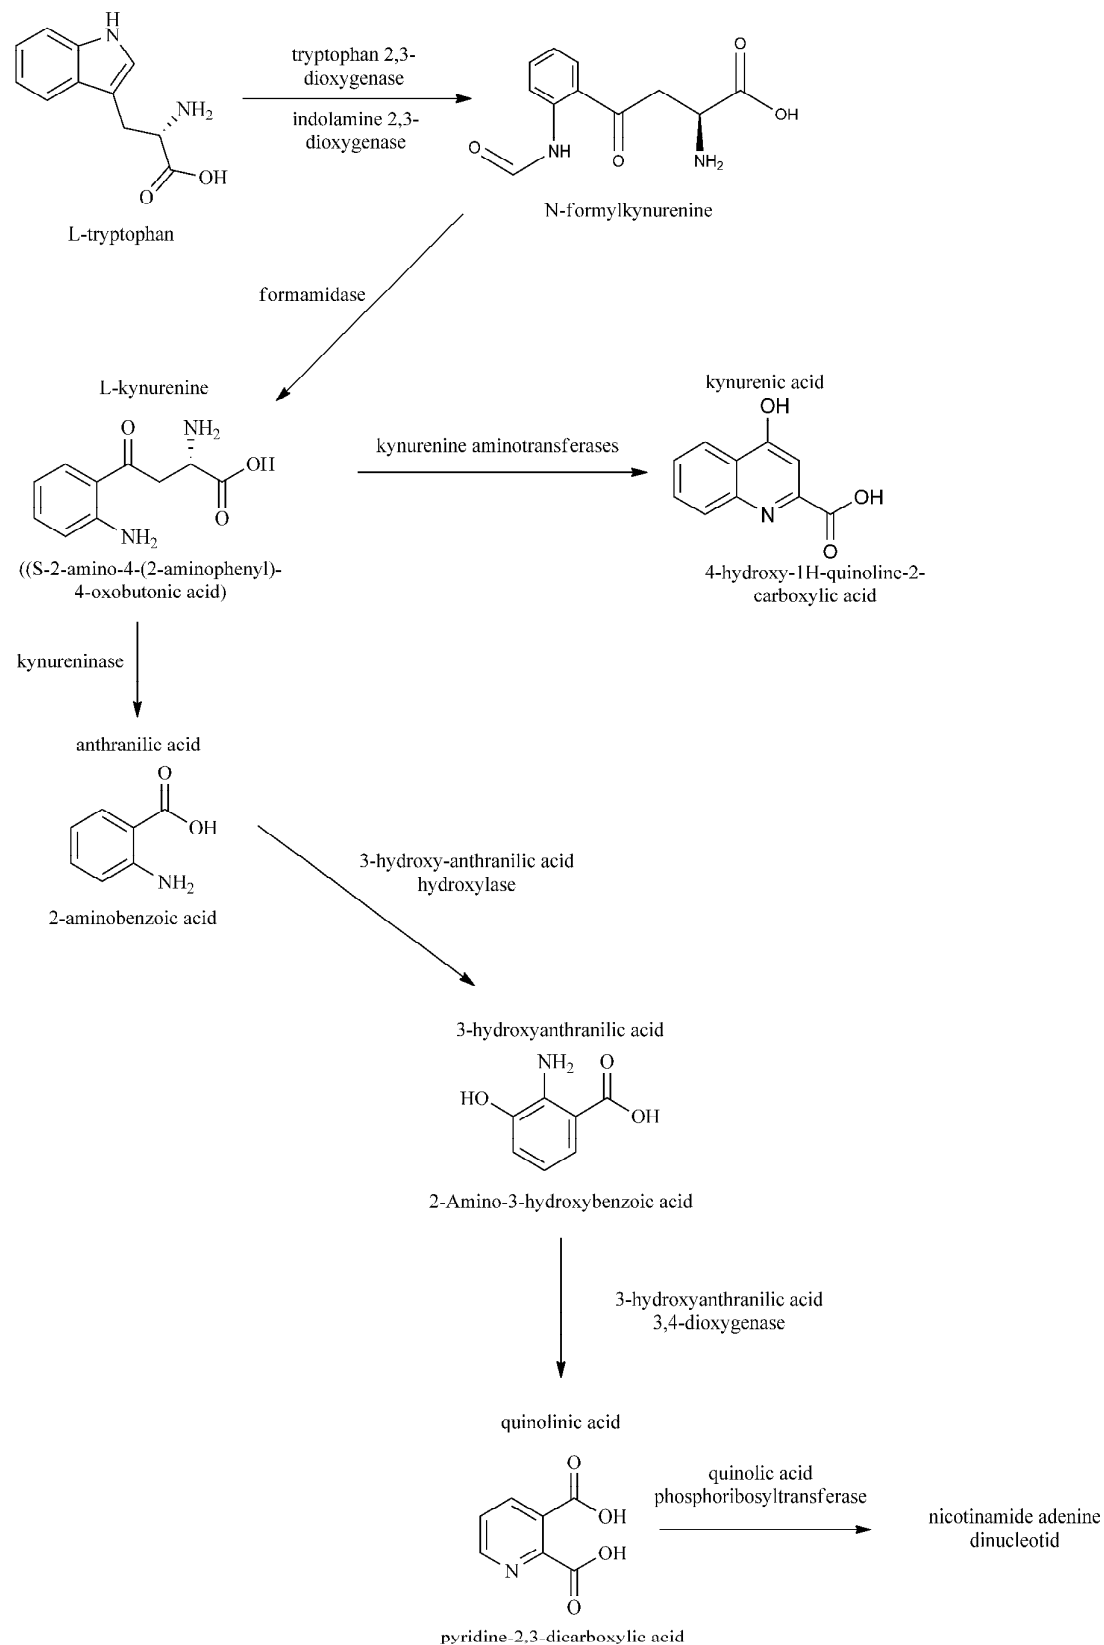 H
N
NH2
OH
O
L-tryptophan
tryptophan 2,3-
dioxygenase
indolamine 2,3-
dioxygenase
O
OH
O
NH
O
NH2
N-formylkynurenine
formamidase
L-kynurenine
O
NH2
OH
O
NH2
((S-2-amino-4-(2-aminophenyl)-
4-oxobutonic acid)
kynurenine aminotransferases
kynurenic acid
OH
OH
N
O
4-hydroxy-1H-quinoline-2-
carboxylic acid
kynureninase
anthranilic acid
O
OH
NH2
2-aminobenzoic acid
3-hydroxy-anthranilic acid
hydroxylase
3-hydroxyanthranilic acid
NH2
O
HO
OH
2-Amino-3-hydroxybenzoic acid
3-hydroxyanthranilic acid
3,4-dioxygenase
quinolinic acid
O
OH
OH
N
O
pyridine-2,3-dicarboxylic acid
quinolic acid
phosphoribosyltransferase
nicotinamide adenine
dinucleotid